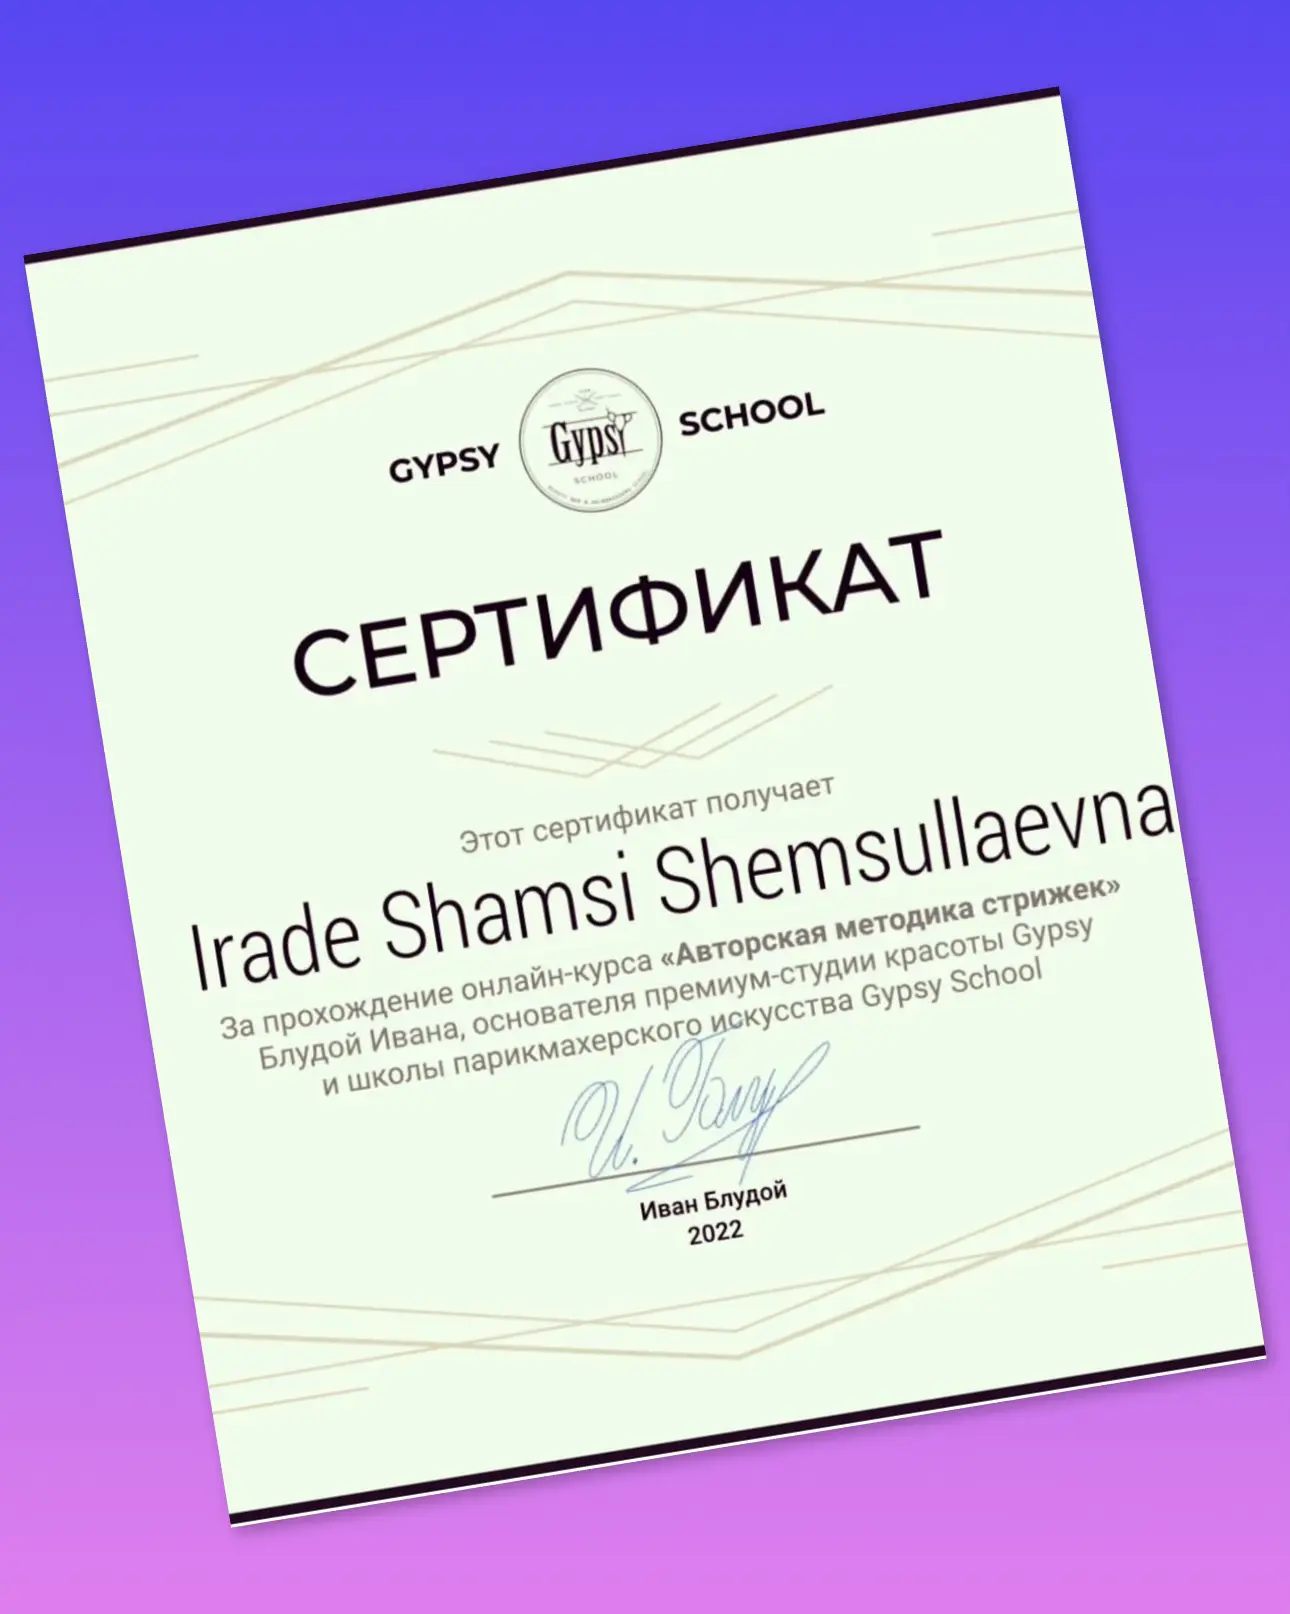 GYPSY
Gypsy
SCHOOL
SCHOOL
СЕРТИФИКАТ
Этот сертификат получает
Irade Shamsi Shemsullaevna
За прохождение онлайн-курса «Авторская методика стрижек»
Блудой Ивана, основателя премиум-студии красоты Gypsy
и школы парикмахерского искусства Gypsy School
Иван Блудой
2022